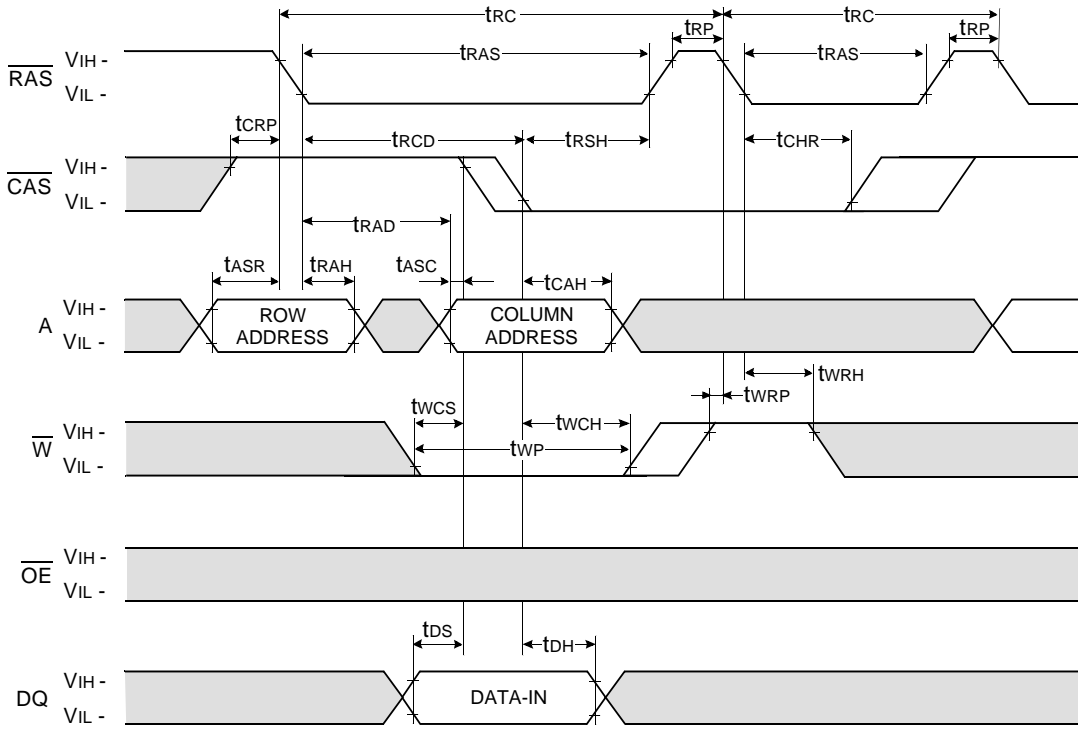 tRC tRC
tRP tRP
tRAS tRAS
RAS VIH -
VIL -
tCRP tRCD tRSH tCHR
CAS VIH -
VIL -
tRAD
tASR tRAH tASC tCAH
A VIH -
VIL -
ROW
ADDRESS
COLUMN
ADDRESS
tWRH
tWRP
tWCS tWCH
tWP
W VIH -
VIL -
OE VIH -
VIL -
tDS tDH
DQ VIH -
VIL -
DATA-IN